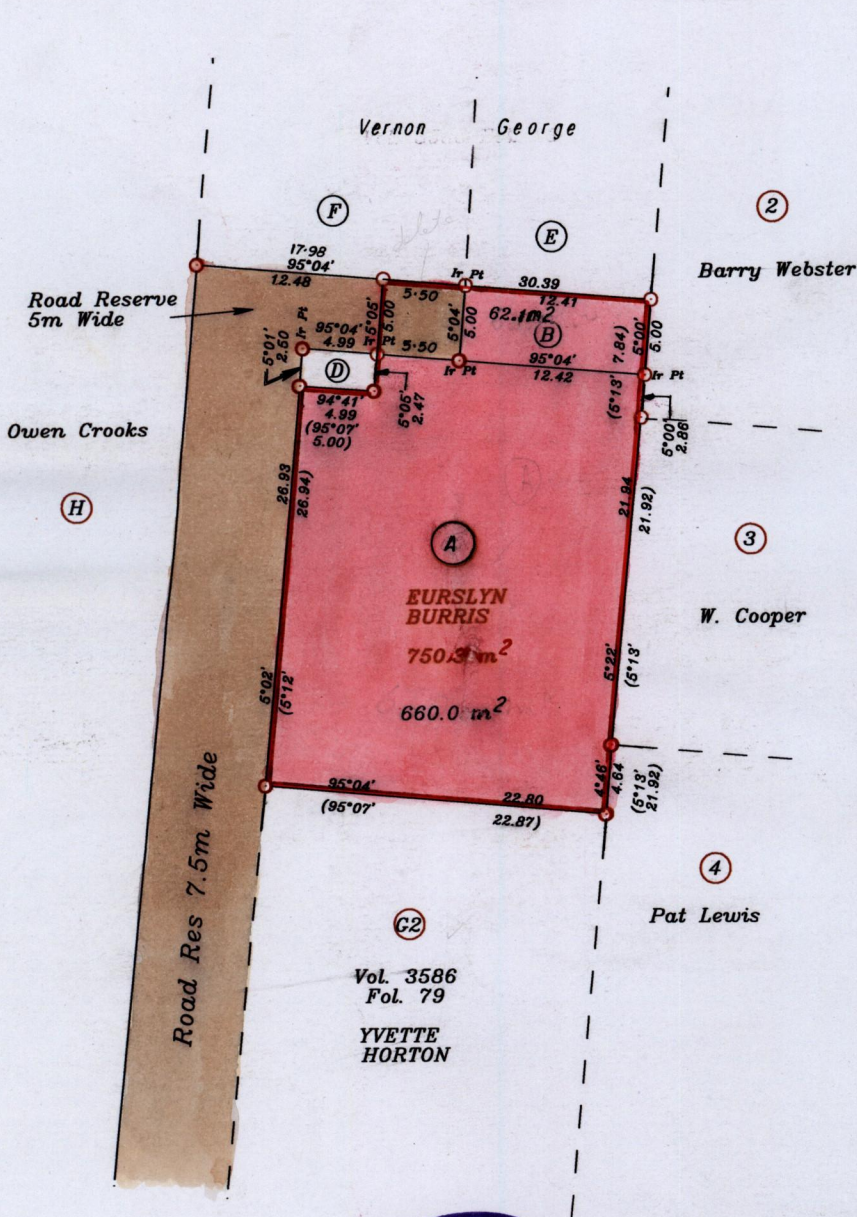 Vernon George
F
E
2
17.98
95°04'
12.48
Ir Pt
30.39
12.41
Barry Webster
Road Reserve
5m Wide
5.50
5°05'
5.00
5°04'
5.00
62.1m2
B
7.84)
5°00'
5.00
Ir Pt
95°04'
4.99
Ir Pt
5.50
Ir Pt
95°04'
12.42
Ir Pt
5°01'
2.50
D
94°41'
4.99
(95°07'
5.00)
5°05'
2.47
(5°13'
5°00'
2.86
Owen Crooks
H
26.93
26.94)
B
21.94
21.92)
3
A
EURSLYN
BURRIS
W. Cooper
m2
660.0 m2
5°02'
(5°12'
5°22'
(5°13'
95°04'
(95°07'
22.80
22.87)
4°46'
4.64
(5°13'
21.92)
Road Res 7.5m Wide
4
Pat Lewis
G2
Vol. 3586
Fol. 79
YVETTE
HORTON